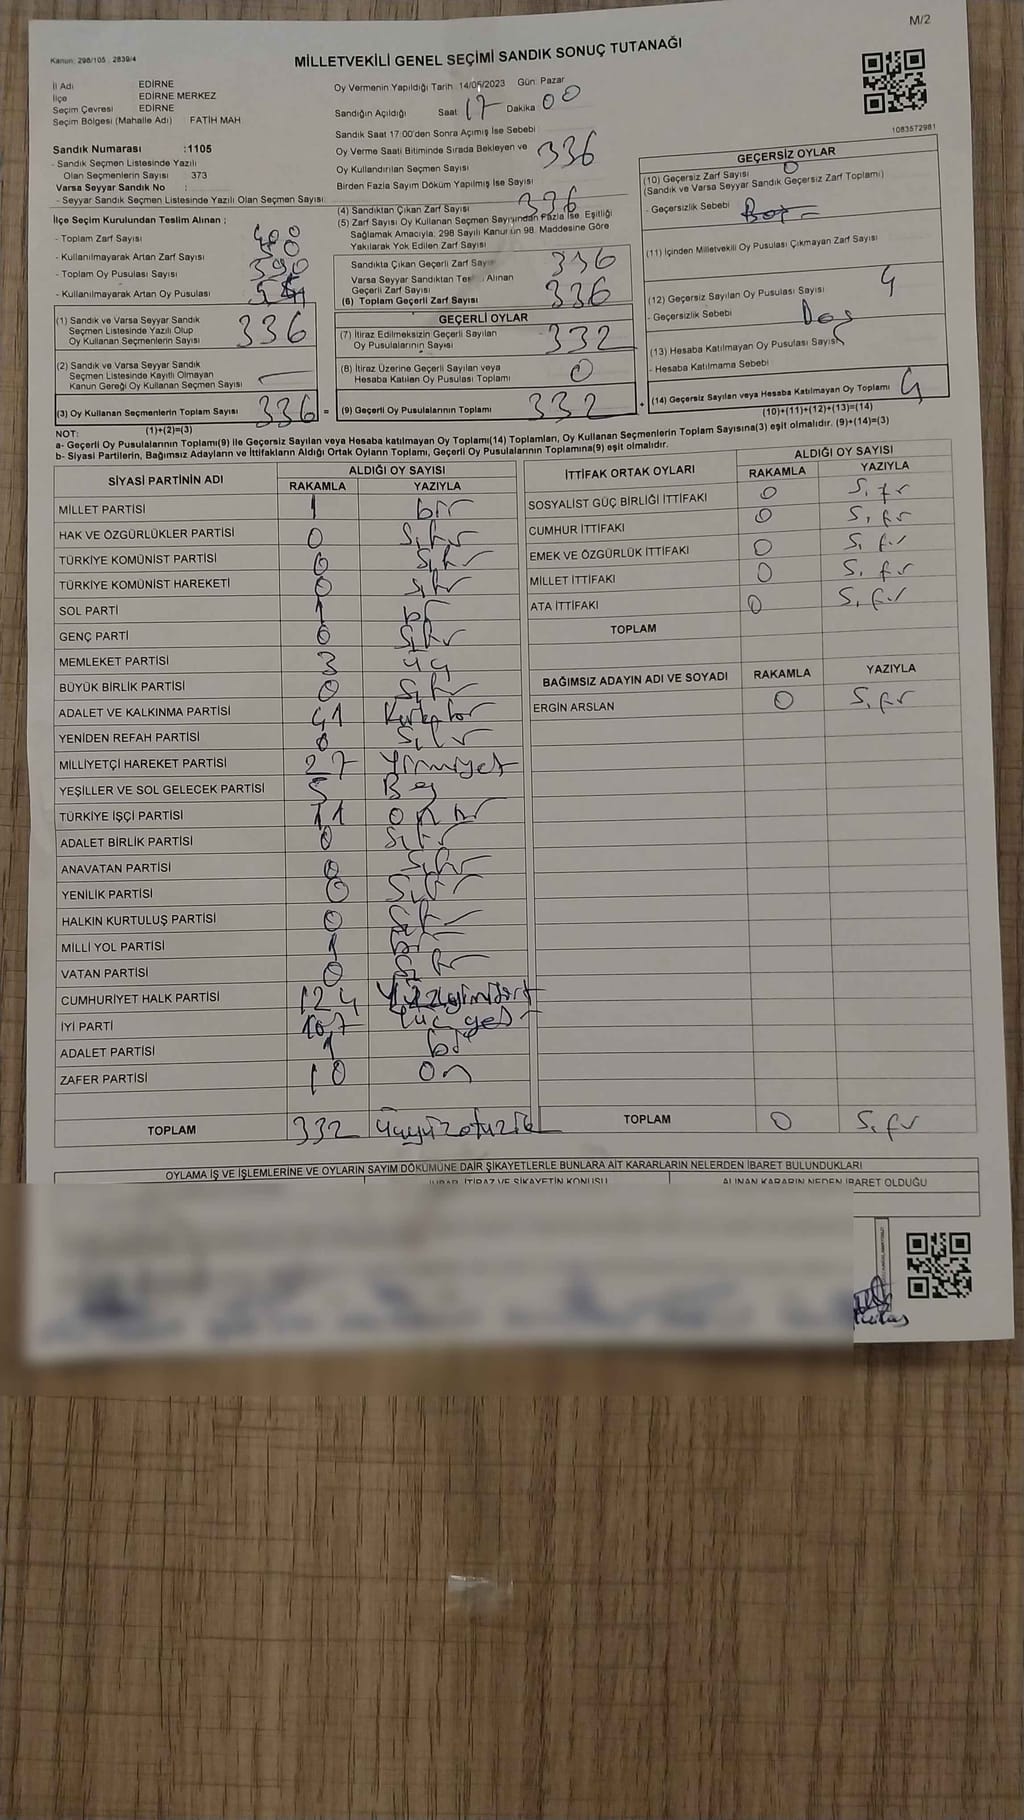 M/2
Kanun: 298/105 , 2839/4
MİLLETVEKİLİ GENEL SEÇİMİ SANDIK SONUÇ TUTANAĞI
İl Adı EDİRNE
İlçe EDİRNE MERKEZ
Seçim Çevresi EDİRNE
Seçim Bölgesi (Mahalle Adı) : FATİH MAH
Sandık Numarası :1105
- Sandık Seçmen Listesinde Yazılı
Olan Seçmenlerin Sayısı : 373
Varsa Seyyar Sandık No :
- Seyyar Sandık Seçmen Listesinde Yazılı Olan Seçmen Sayısı:
İlçe Seçim Kurulundan Teslim Alınan ;
- Toplam Zarf Sayısı 400
- Kullanılmayarak Artan Zarf Sayısı
- Toplam Oy Pusulası Sayısı 390
- Kullanılmayarak Artan Oy Pusulası 54
(1) Sandık ve Varsa Seyyar Sandık
Seçmen Listesinde Yazılı Olup
Oy Kullanan Seçmenlerin Sayısı 336
(2) Sandık ve Varsa Seyyar Sandık
Seçmen Listesinde Kayıtlı Olmayan
Kanun Gereği Oy Kullanan Seçmen Sayısı —
(3) Oy Kullanan Seçmenlerin Toplam Sayısı 336 =
(1)+(2)=(3)
Oy Vermenin Yapıldığı Tarih: 14/05/2023 Gün: Pazar
Sandığın Açıldığı Saat: 17 Dakika 00
Sandık Saat 17:00'den Sonra Açımış İse Sebebi :
Oy Verme Saati Bitiminde Sırada Bekleyen ve
Oy Kullandırılan Seçmen Sayısı 336
Birden Fazla Sayım Döküm Yapılmış İse Sayısı
(4) Sandıktan Çıkan Zarf Sayısı 336
(5) Zarf Sayısı Oy Kullanan Seçmen Sayısından Fazla İse, Eşitliği
Sağlamak Amacıyla, 298 Sayılı Kanun'un 98. Maddesine Göre
Yakılarak Yok Edilen Zarf Sayısı
Sandıkta Çıkan Geçerli Zarf Sayısı 336
Varsa Seyyar Sandıktan Teslim Alınan
Geçerli Zarf Sayısı
(6) Toplam Geçerli Zarf Sayısı 336
GEÇERLİ OYLAR
(7) İtiraz Edilmeksizin Geçerli Sayılan
Oy Pusulalarının Sayısı 332
(8) İtiraz Üzerine Geçerli Sayılan veya
Hesaba Katılan Oy Pusulası Toplamı 0
(9) Geçerli Oy Pusulalarının Toplamı 332 +
1083572981
GEÇERSİZ OYLAR
(10) Geçersiz Zarf Sayısı 0
(Sandık ve Varsa Seyyar Sandık Geçersiz Zarf Toplamı)
- Geçersizlik Sebebi
(11) İçinden Milletvekili Oy Pusulası Çıkmayan Zarf Sayısı
(12) Geçersiz Sayılan Oy Pusulası Sayısı 4
- Geçersizlik Sebebi
(13) Hesaba Katılmayan Oy Pusulası Sayısı
- Hesaba Katılmama Sebebi
(14) Geçersiz Sayılan veya Hesaba Katılmayan Oy Toplamı 4
(10)+(11)+(12)+(13)=(14)
NOT:
a- Geçerli Oy Pusulalarının Toplamı(9) ile Geçersiz Sayılan veya Hesaba katılmayan Oy Toplamı(14) Toplamları, Oy Kullanan Seçmenlerin Toplam Sayısına(3) eşit olmalıdır. (9)+(14)=(3)
b- Siyasi Partilerin, Bağımsız Adayların ve İttifakların Aldığı Ortak Oyların Toplamı, Geçerli Oy Pusulalarının Toplamına(9) eşit olmalıdır.
SİYASİ PARTİNİN ADI ALDIĞI OY SAYISI
RAKAMLA YAZIYLA
MİLLET PARTİSİ 1 bir
HAK VE ÖZGÜRLÜKLER PARTİSİ 0 Sıfır
TÜRKİYE KOMÜNİST PARTİSİ 0 Sıfır
TÜRKİYE KOMÜNİST HAREKETİ 0 Sıfır
SOL PARTİ 1 bir
GENÇ PARTİ 0 Sıfır
MEMLEKET PARTİSİ 3 üç
BÜYÜK BİRLİK PARTİSİ 0 Sıfır
ADALET VE KALKINMA PARTİSİ 41 Kırkbir
YENİDEN REFAH PARTİSİ 0 Sıfır
MİLLİYETÇİ HAREKET PARTİSİ 27 Yirmiyedi
YEŞİLLER VE SOL GELECEK PARTİSİ 5 Beş
TÜRKİYE İŞÇİ PARTİSİ 11 onbir
ADALET BİRLİK PARTİSİ 0 Sıfır
ANAVATAN PARTİSİ 0 Sıfır
YENİLİK PARTİSİ 0 Sıfır
HALKIN KURTULUŞ PARTİSİ 0 Sıfır
MİLLİ YOL PARTİSİ 1 bir
VATAN PARTİSİ 0 Sıfır
CUMHURİYET HALK PARTİSİ 124 Yüzyirmidört
İYİ PARTİ 107 Yüzyedi
ADALET PARTİSİ 1 bir
ZAFER PARTİSİ 10 On
TOPLAM 332 üçyüzotuziki
İTTİFAK ORTAK OYLARI ALDIĞI OY SAYISI
RAKAMLA YAZIYLA
SOSYALİST GÜÇ BİRLİĞİ İTTİFAKI 0 Sıfır
CUMHUR İTTİFAKI 0 Sıfır
EMEK VE ÖZGÜRLÜK İTTİFAKI 0 Sıfır
MİLLET İTTİFAKI 0 Sıfır
ATA İTTİFAKI 0 Sıfır
TOPLAM
BAĞIMSIZ ADAYIN ADI VE SOYADI RAKAMLA YAZIYLA
ERGİN ARSLAN 0 Sıfır
TOPLAM 0 Sıfır
OYLAMA İŞ VE İŞLEMLERİNE VE OYLARIN SAYIM DÖKÜMÜNE DAİR ŞİKAYETLERLE BUNLARA AİT KARARLARIN NELERDEN İBARET BULUNDUKLARI
İHBAR, İTİRAZ VE ŞİKAYETİN KONUSU ALINAN KARARIN NEDEN İBARET OLDUĞU